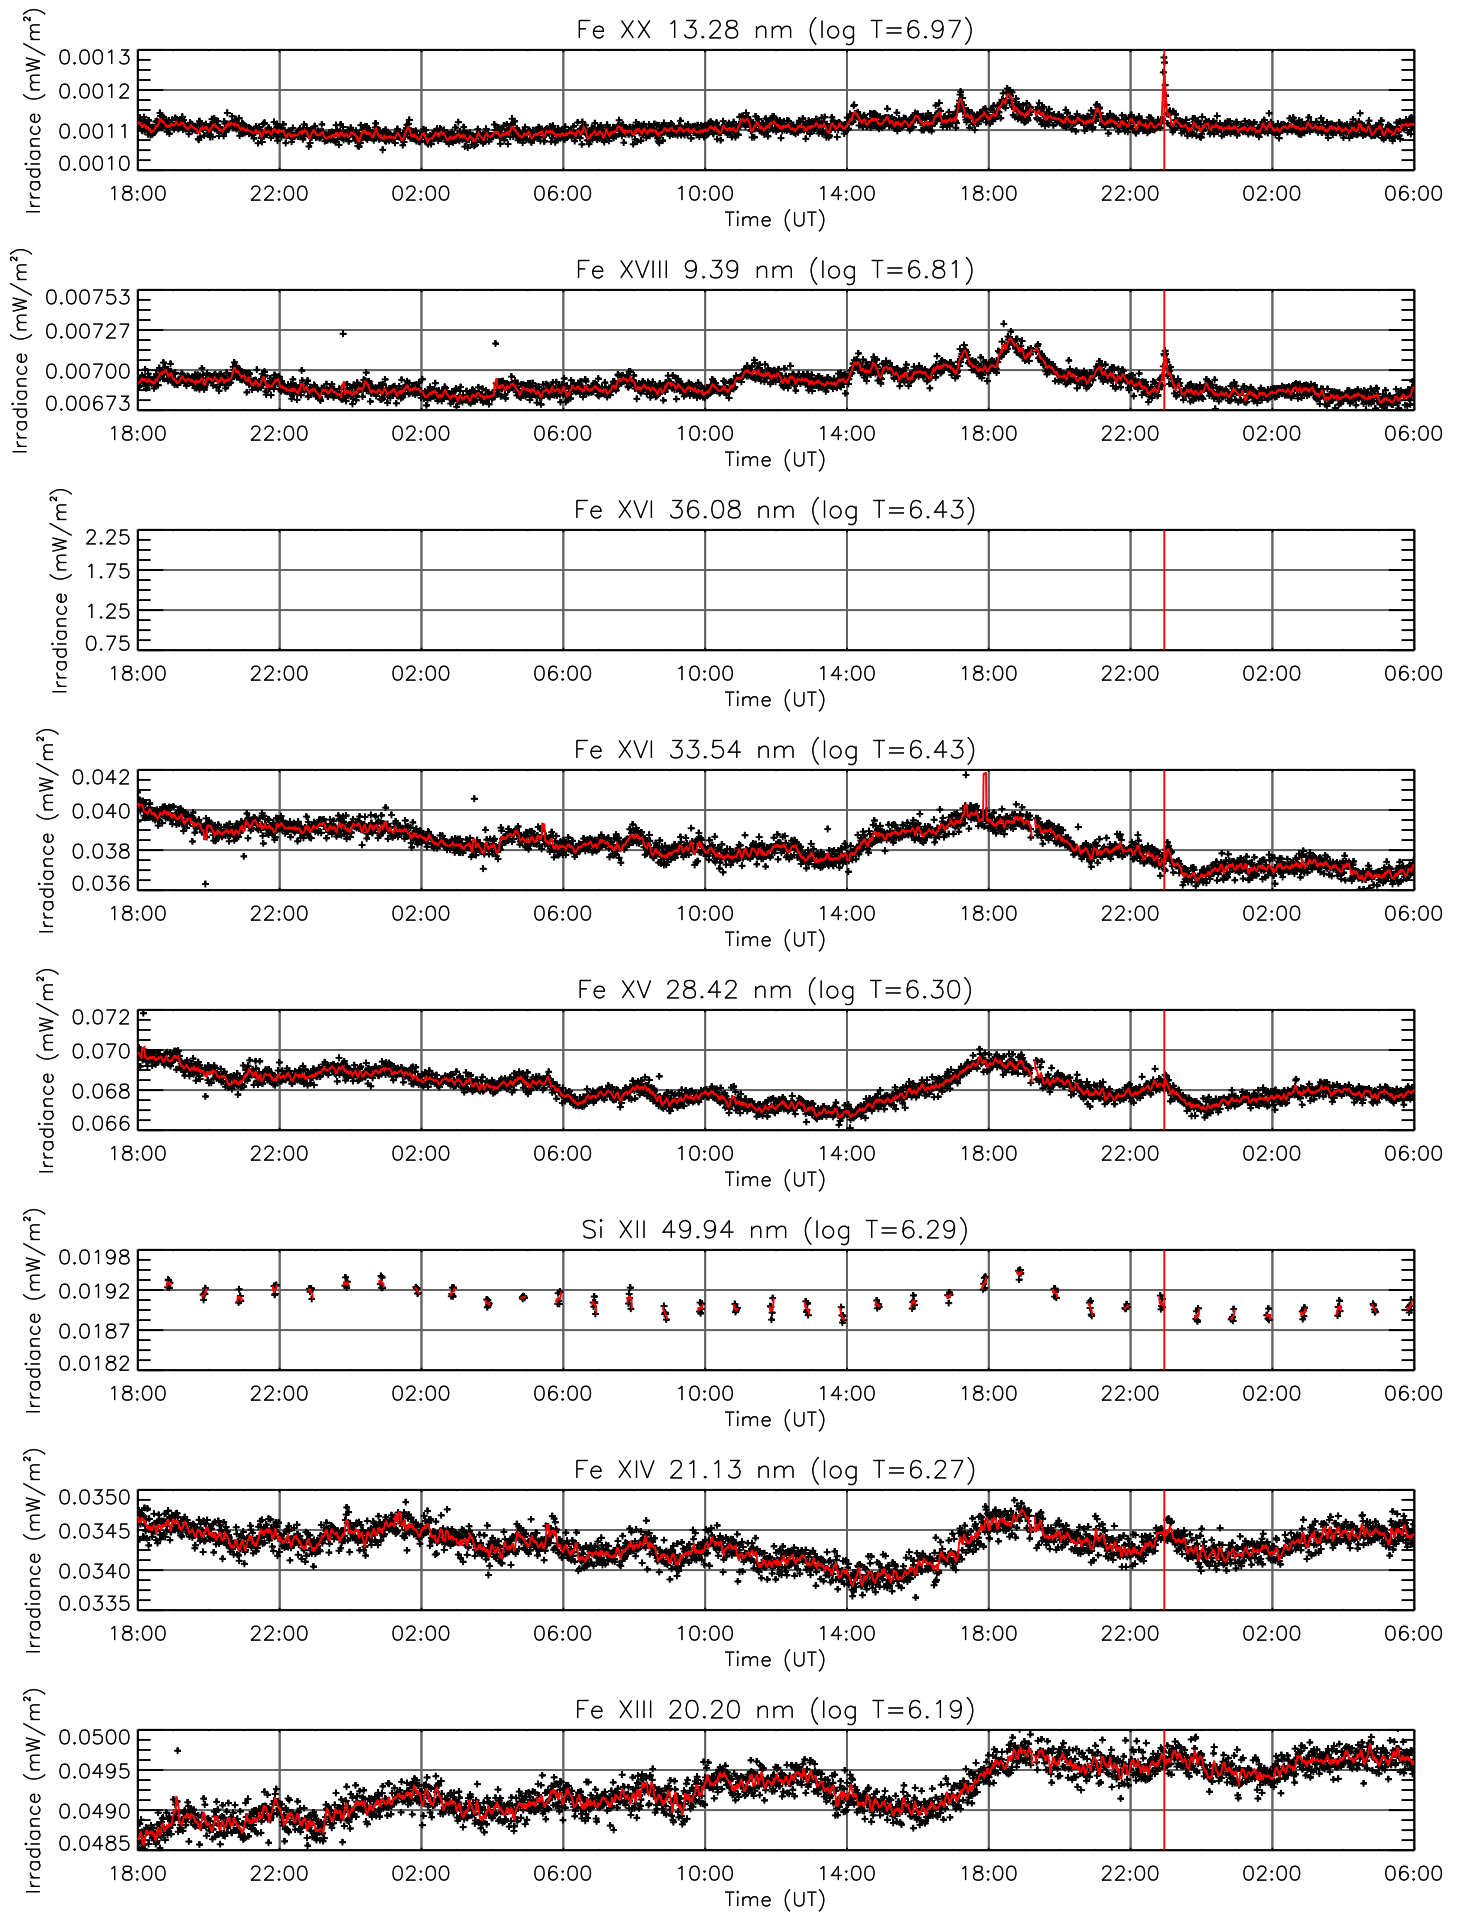 Fe XX 13.28 nm (log T=6.97)
Irradiance (mW/m²)
0.0013
0.0012
0.0011
0.0010
18:00 22:00 02:00 06:00 10:00 14:00 18:00 22:00 02:00 06:00
Time (UT)
Fe XVIII 9.39 nm (log T=6.81)
Irradiance (mW/m²)
0.00753
0.00727
0.00700
0.00673
18:00 22:00 02:00 06:00 10:00 14:00 18:00 22:00 02:00 06:00
Time (UT)
Fe XVI 36.08 nm (log T=6.43)
Irradiance (mW/m²)
2.25
1.75
1.25
0.75
18:00 22:00 02:00 06:00 10:00 14:00 18:00 22:00 02:00 06:00
Time (UT)
Fe XVI 33.54 nm (log T=6.43)
Irradiance (mW/m²)
0.042
0.040
0.038
0.036
18:00 22:00 02:00 06:00 10:00 14:00 18:00 22:00 02:00 06:00
Time (UT)
Fe XV 28.42 nm (log T=6.30)
Irradiance (mW/m²)
0.072
0.070
0.068
0.066
18:00 22:00 02:00 06:00 10:00 14:00 18:00 22:00 02:00 06:00
Time (UT)
Si XII 49.94 nm (log T=6.29)
Irradiance (mW/m²)
0.0198
0.0192
0.0187
0.0182
18:00 22:00 02:00 06:00 10:00 14:00 18:00 22:00 02:00 06:00
Time (UT)
Fe XIV 21.13 nm (log T=6.27)
Irradiance (mW/m²)
0.0350
0.0345
0.0340
0.0335
18:00 22:00 02:00 06:00 10:00 14:00 18:00 22:00 02:00 06:00
Time (UT)
Fe XIII 20.20 nm (log T=6.19)
Irradiance (mW/m²)
0.0500
0.0495
0.0490
0.0485
18:00 22:00 02:00 06:00 10:00 14:00 18:00 22:00 02:00 06:00
Time (UT)